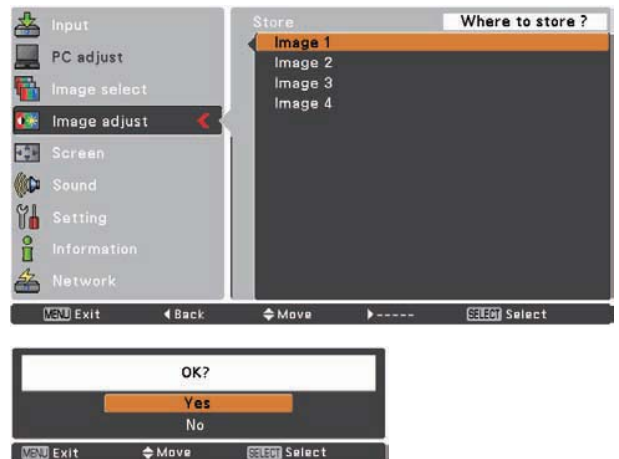 Input
PC adjust
Image select
Image adjust
Screen
Sound
Setting
Information
Network
Store
Where to store ?
Image 1
Image 2
Image 3
Image 4
MENU Exit Back Move ----- SELECT Select
OK?
Yes
No
MENU Exit Move SELECT Select